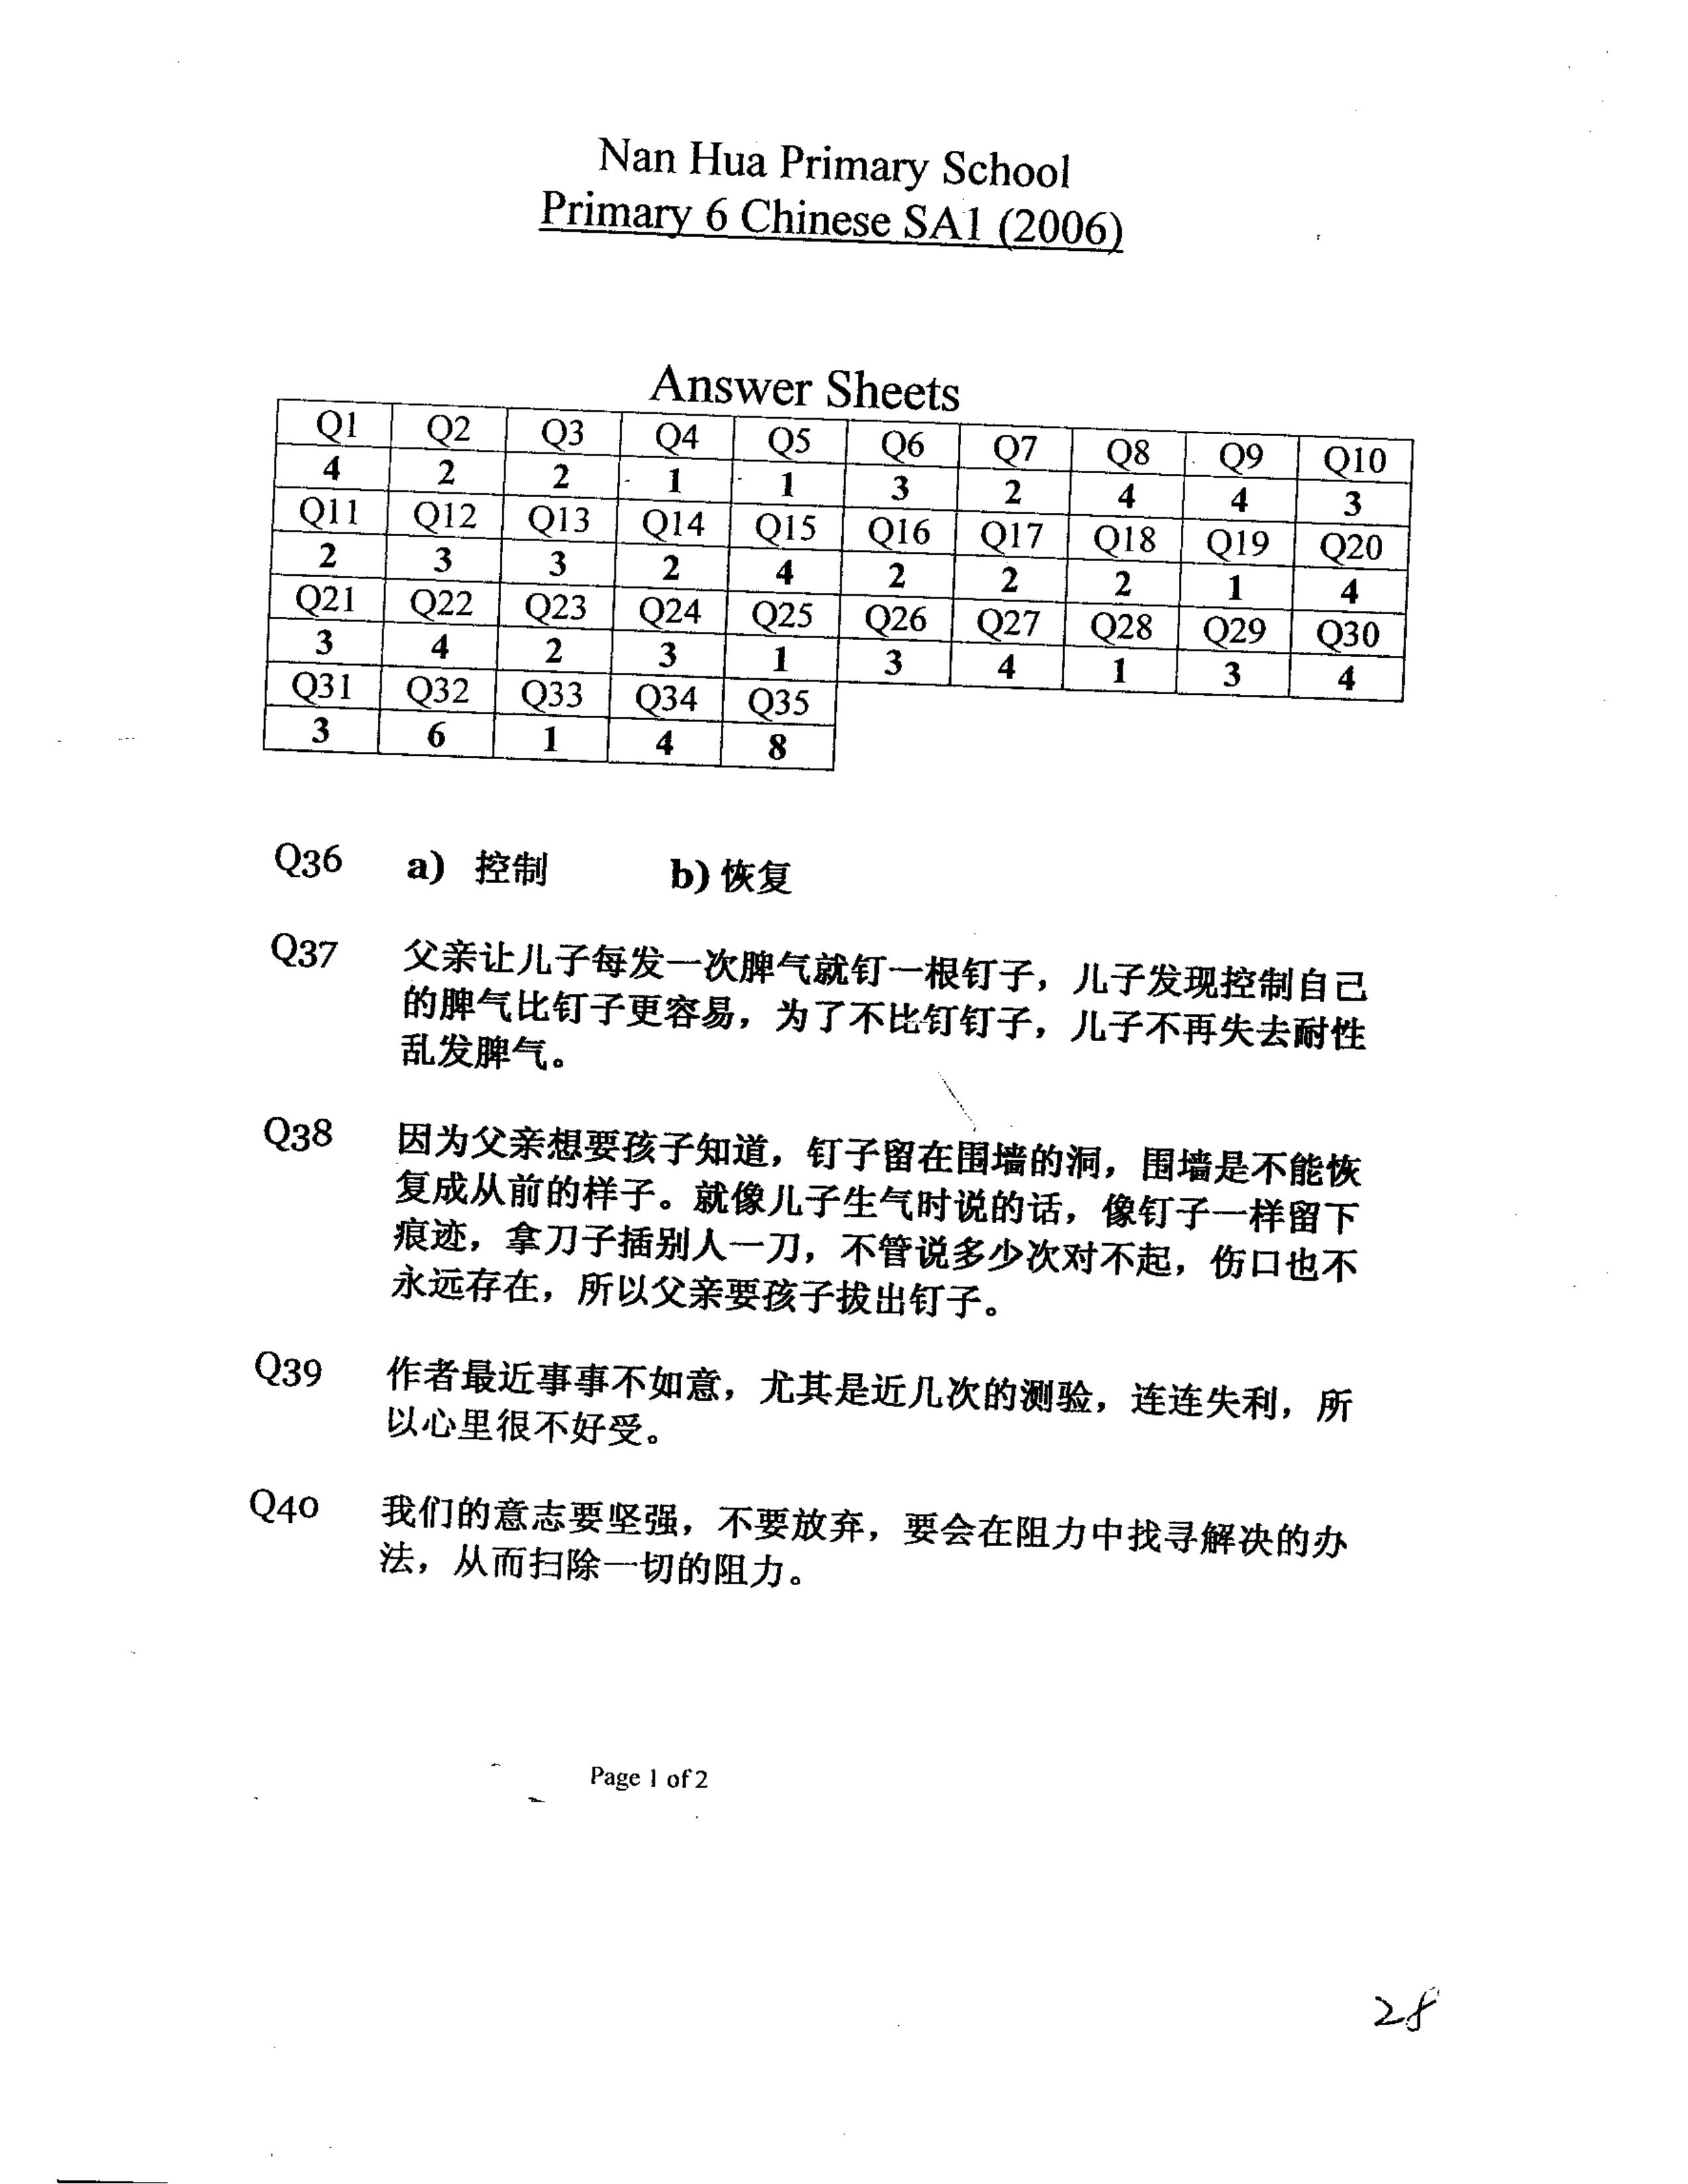 Nan Hua Primary School
Primary 6 Chinese SA1 (2006)
Answer Sheets
Q1 Q2 Q3 Q4 Q5 Q6 Q7 Q8 Q9 Q10
4 2 2 1 1 3 2 4 4 3
Q11 Q12 Q13 Q14 Q15 Q16 Q17 Q18 Q19 Q20
2 3 3 2 4 2 2 2 1 4
Q21 Q22 Q23 Q24 Q25 Q26 Q27 Q28 Q29 Q30
3 4 2 3 1 3 4 1 3 4
Q31 Q32 Q33 Q34 Q35
3 6 1 4 8
Q36 a) 控制 b) 恢复
Q37 父亲让儿子每发一次脾气就钉一根钉子，儿子发现控制自己
的脾气比钉子更容易，为了不比钉钉子，儿子不再失去耐性
乱发脾气。
Q38 因为父亲想要孩子知道，钉子留在围墙的洞，围墙是不能恢
复成从前的样子。就像儿子生气时说的话，像钉子一样留下
痕迹，拿刀子插别人一刀，不管说多少次对不起，伤口也不
永远存在，所以父亲要孩子拔出钉子。
Q39 作者最近事事不如意，尤其是近几次的测验，连连失利，所
以心里很不好受。
Q40 我们的意志要坚强，不要放弃，要会在阻力中找寻解决的办
法，从而扫除一切的阻力。
Page 1 of 2
28